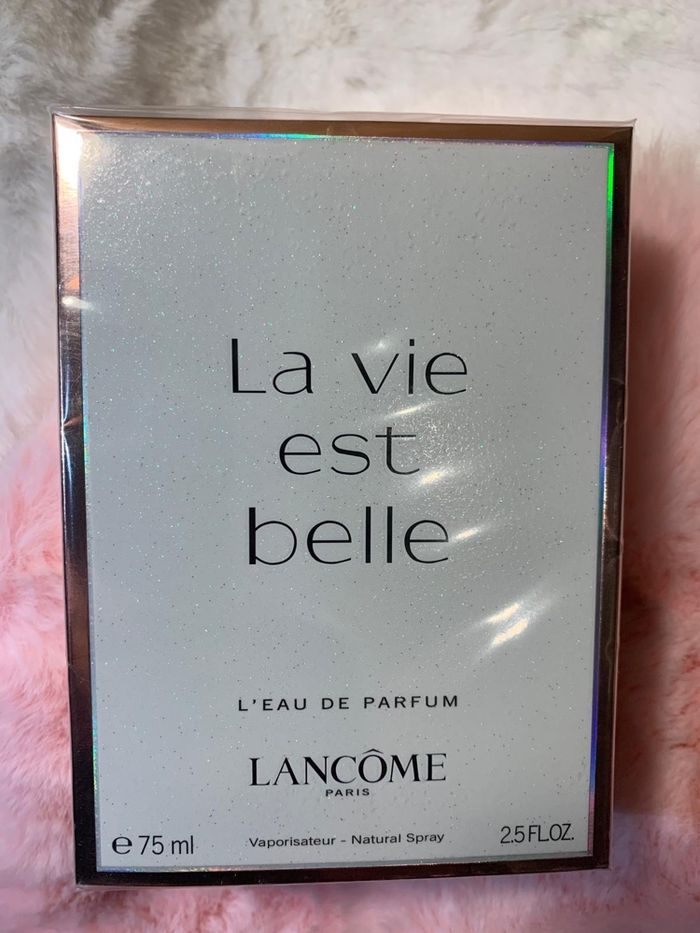 La vie
est
belle
L'EAU DE PARFUM
LANCÔME
PARIS
℮ 75 ml Vaporisateur - Natural Spray 2.5 FL.OZ.